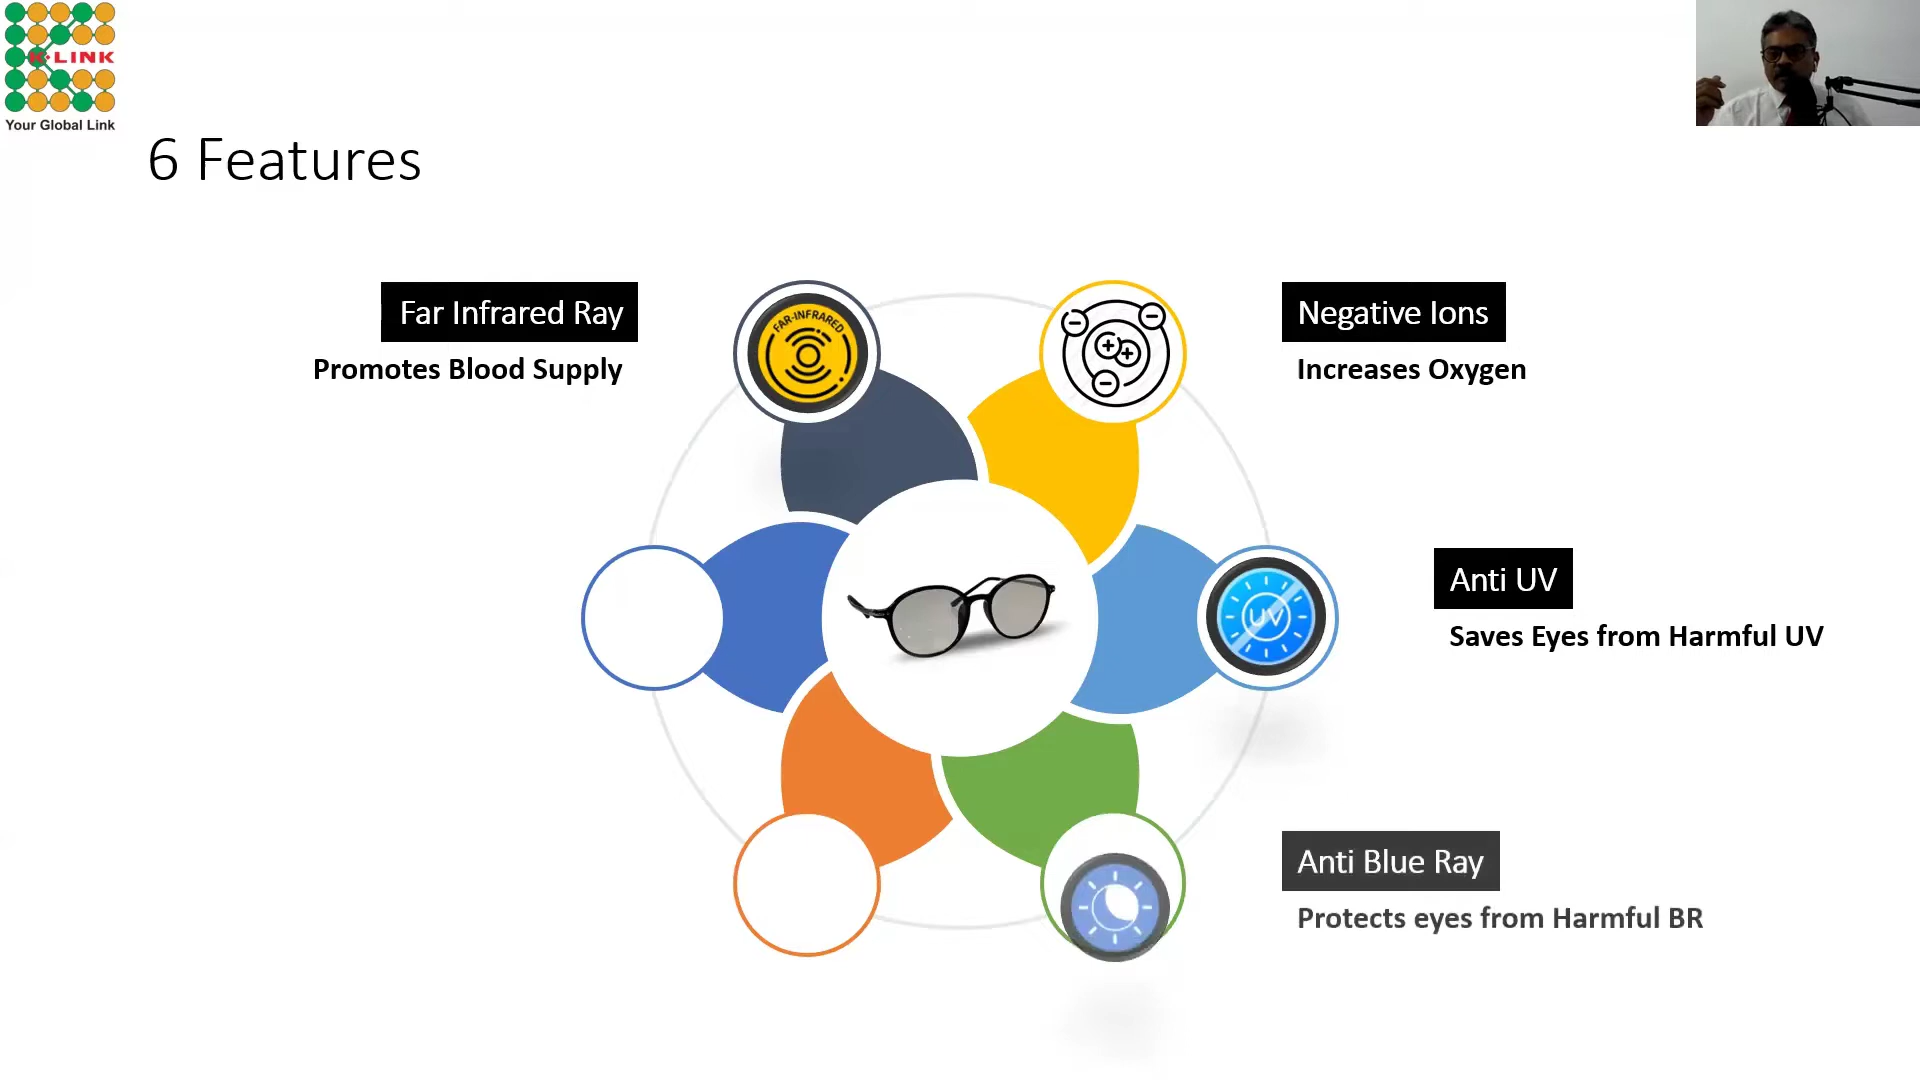 K-LINK
Your Global Link
6 Features
Far Infrared Ray
Promotes Blood Supply
FAR-INFRARED
Negative Ions
Increases Oxygen
UV
Anti UV
Saves Eyes from Harmful UV
Anti Blue Ray
Protects eyes from Harmful BR